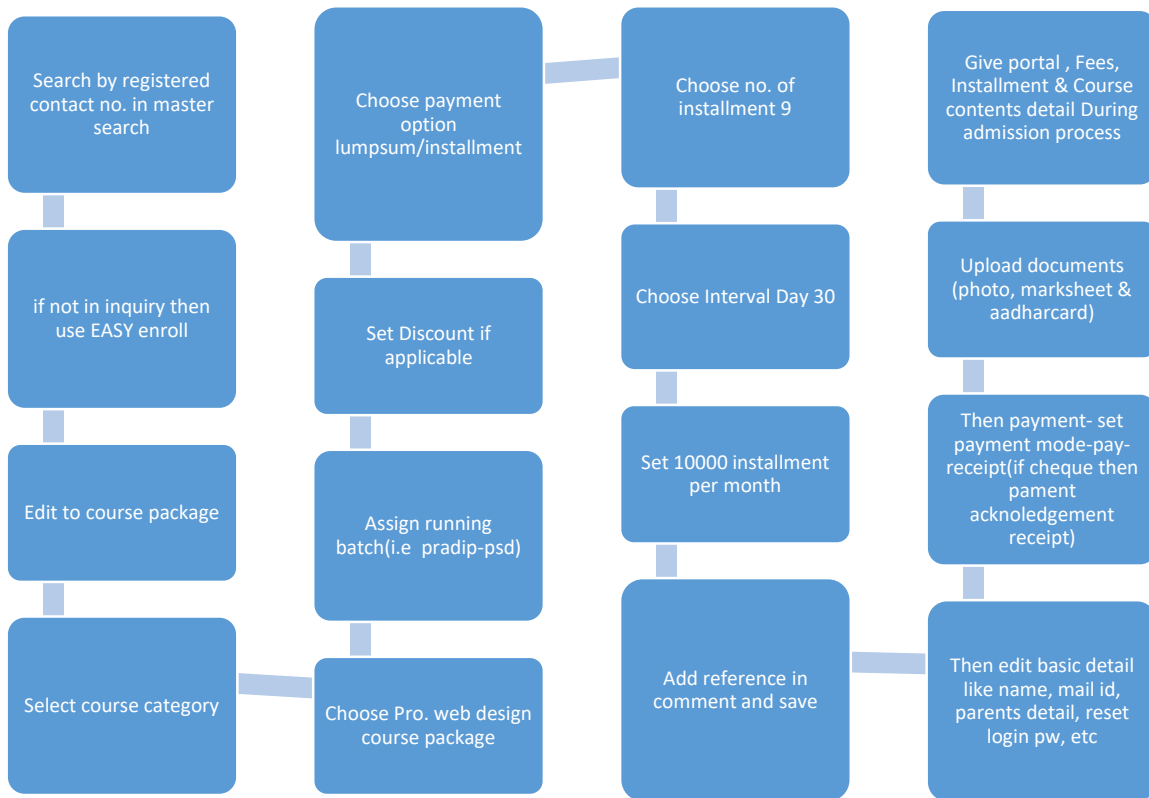 Search by registered
contact no. in master
search
if not in inquiry then
use EASY enroll
Edit to course package
Select course category
Choose Pro. web design
course package
Assign running
batch(i.e pradip-psd)
Set Discount if
applicable
Choose payment
option
lumpsum/installment
Choose no. of
installment 9
Choose Interval Day 30
Set 10000 installment
per month
Add reference in
comment and save
Then edit basic detail
like name, mail id,
parents detail, reset
login pw, etc
Then payment- set
payment mode-pay-
receipt(if cheque then
pament
acknoledgement
receipt)
Upload documents
(photo, marksheet &
aadharcard)
Give portal , Fees,
Installment & Course
contents detail During
admission process